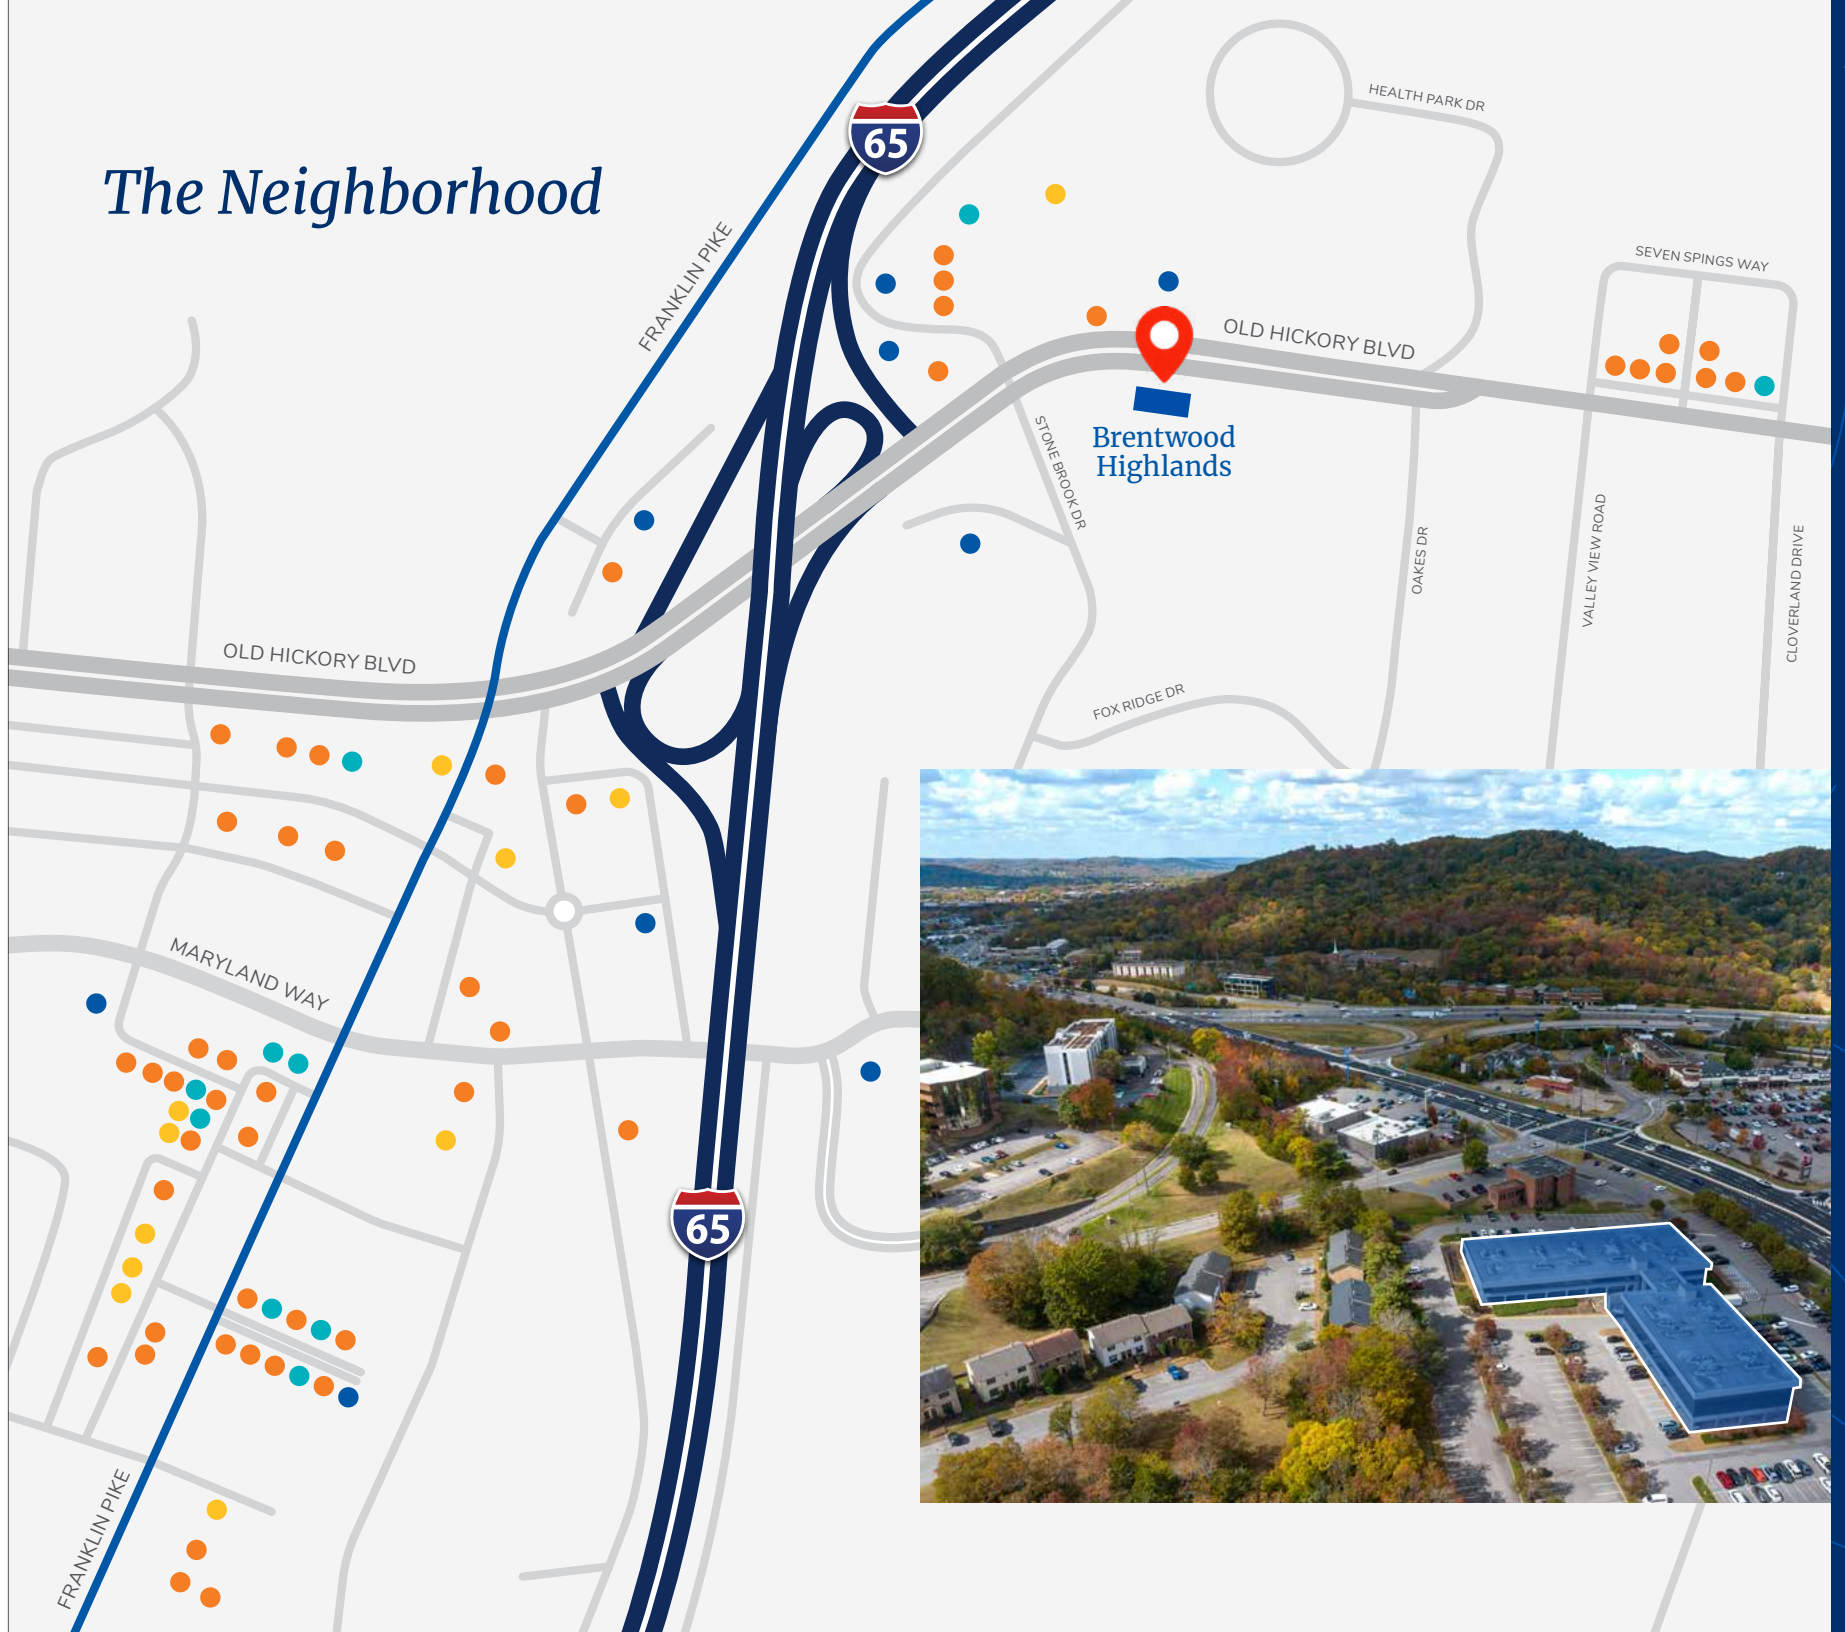 HEALTH PARK DR
65
The Neighborhood
FRANKLIN PIKE
SEVEN SPINGS WAY
OLD HICKORY BLVD
Brentwood
Highlands
STONE BROOK DR
OAKES DR
VALLEY VIEW ROAD
CLOVERLAND DRIVE
OLD HICKORY BLVD
FOX RIDGE DR
MARYLAND WAY
65
FRANKLIN PIKE